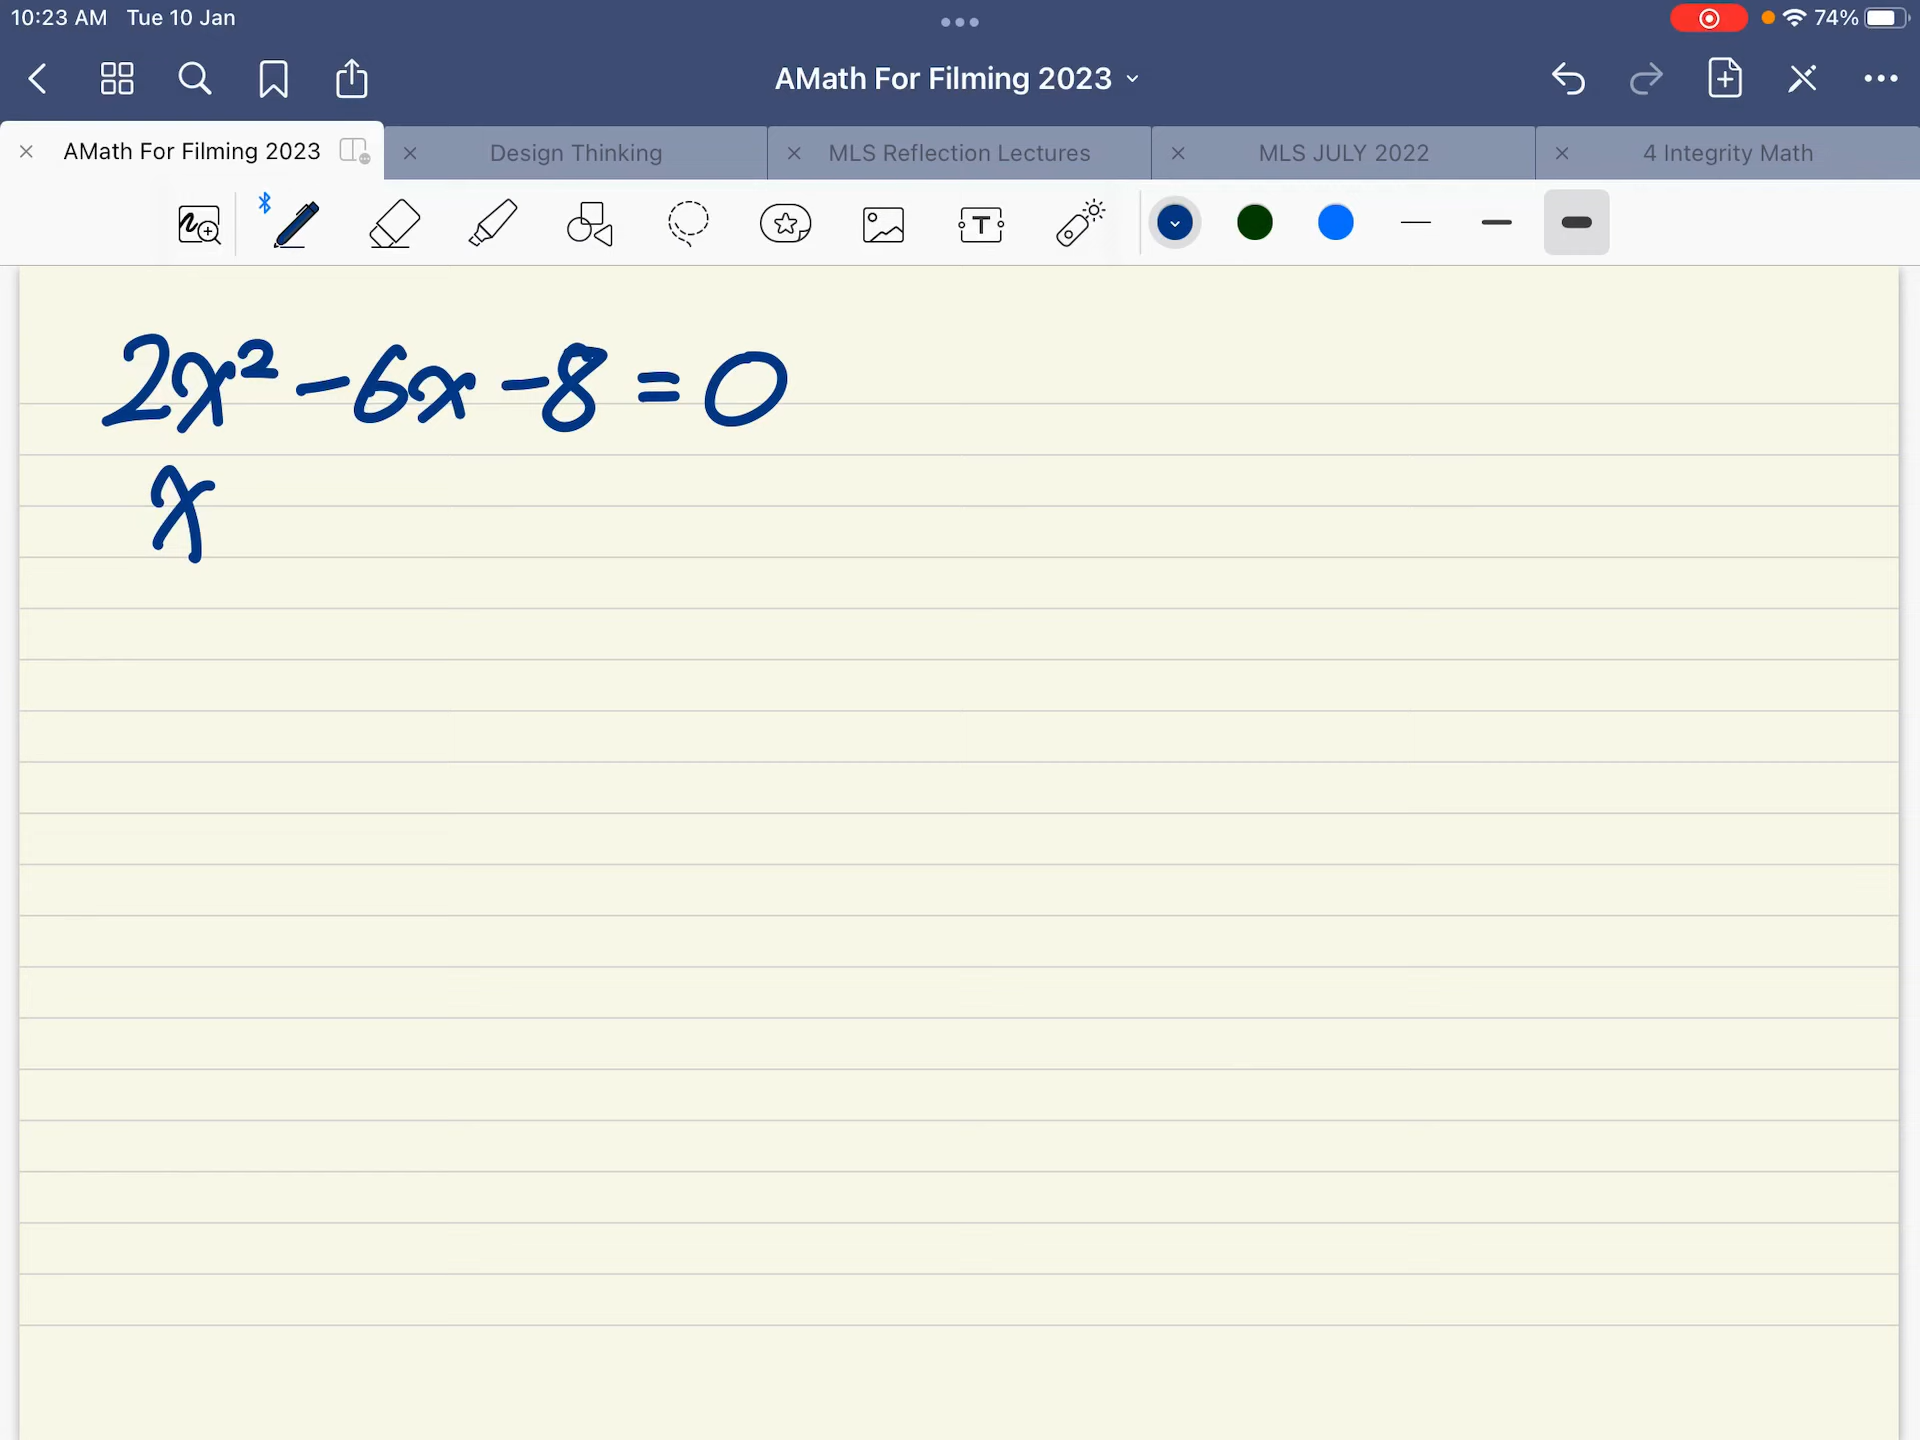 10:23 AM Tue 10 Jan
74%
AMath For Filming 2023
AMath For Filming 2023
Design Thinking
MLS Reflection Lectures
MLS JULY 2022
4 Integrity Math
T
2x² - 6x - 8 = 0
x